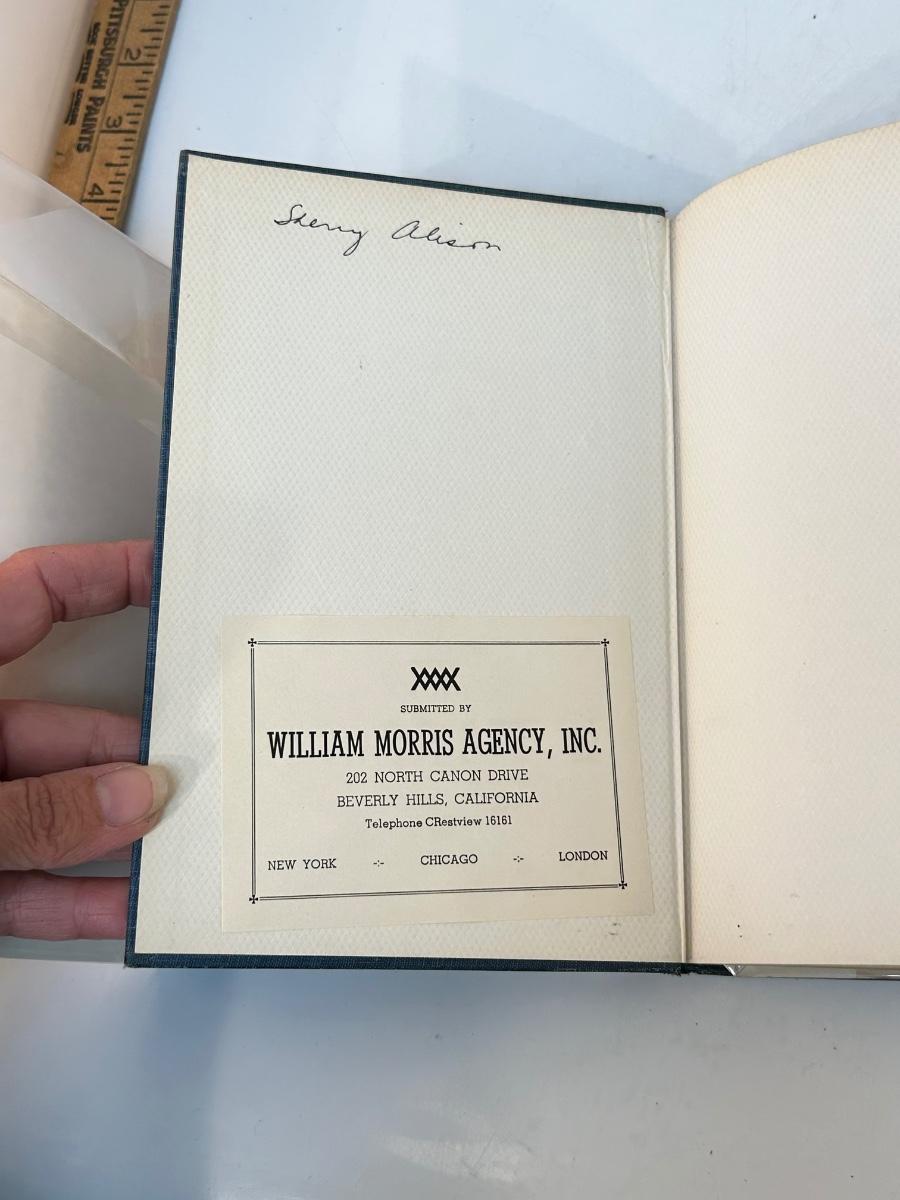 PITTSBURGH PAINTS
2
3
4
Sherry Alison
SUBMITTED BY
WILLIAM MORRIS AGENCY, INC.
202 NORTH CANON DRIVE
BEVERLY HILLS, CALIFORNIA
Telephone CRestview 16161
NEW YORK -:- CHICAGO -:- LONDON